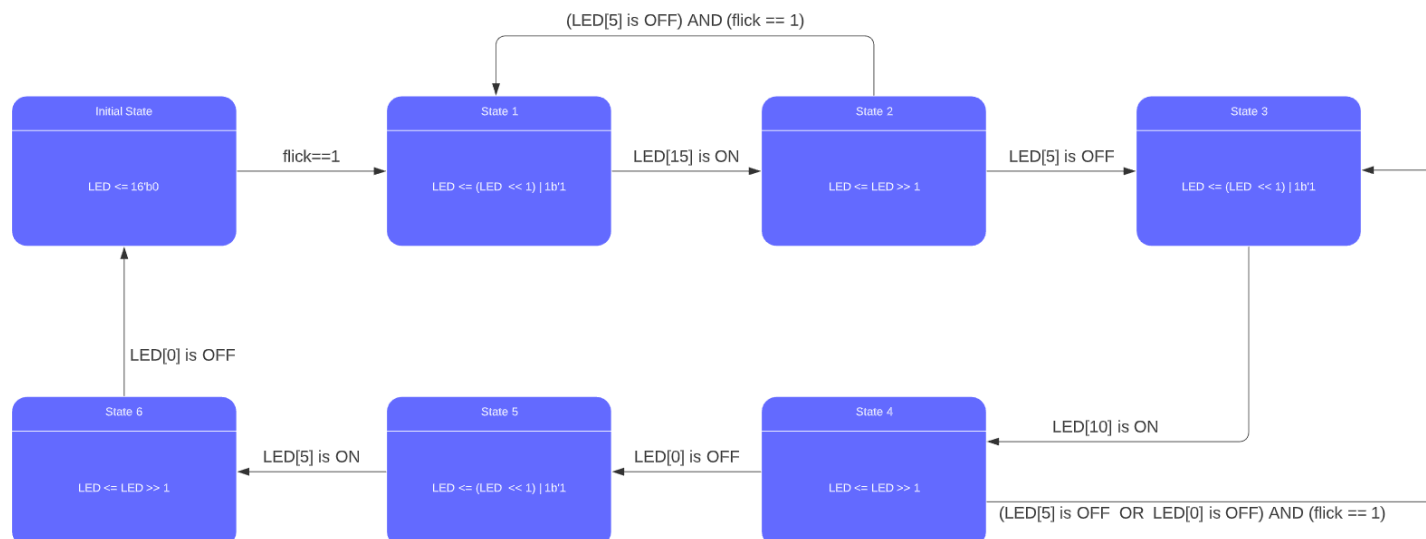 (LED[5] is OFF) AND (flick == 1)
Initial State
LED <= 16'b0
flick==1
State 1
LED <= (LED << 1) | 1b'1
LED[15] is ON
State 2
LED <= LED >> 1
LED[5] is OFF
State 3
LED <= (LED << 1) | 1b'1
LED[0] is OFF
LED[10] is ON
State 6
LED <= LED >> 1
LED[5] is ON
State 5
LED <= (LED << 1) | 1b'1
LED[0] is OFF
State 4
LED <= LED >> 1
(LED[5] is OFF OR LED[0] is OFF) AND (flick == 1)